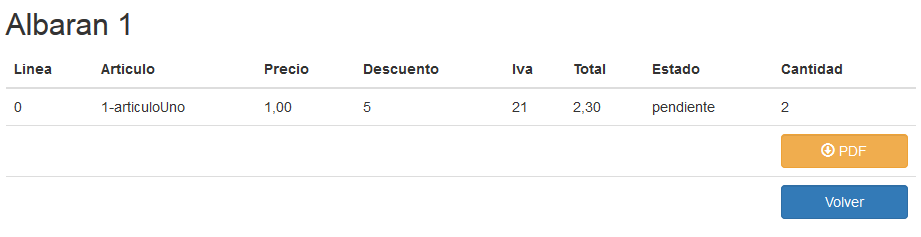 Albaran 1
Linea Articulo Precio Descuento Iva Total Estado Cantidad
0 1-articuloUno 1,00 5 21 2,30 pendiente 2
PDF
Volver